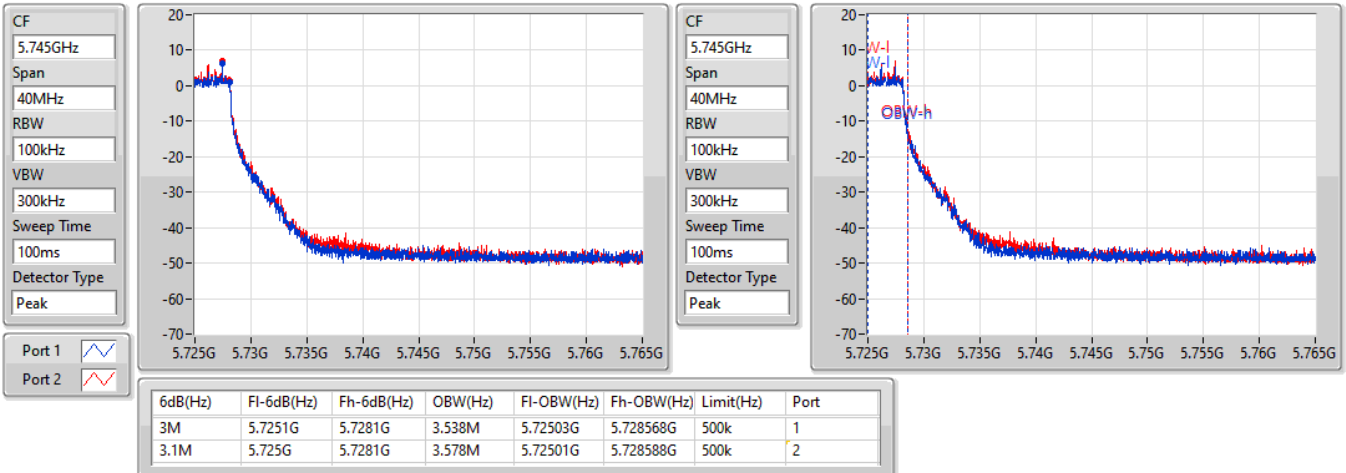 CF
5.745GHz
Span
40MHz
RBW
100kHz
VBW
300kHz
Sweep Time
100ms
Detector Type
Peak
Port 1
Port 2
20
10
0
-10
-20
-30
-40
-50
-60
-70
5.725G 5.73G 5.735G 5.74G 5.745G 5.75G 5.755G 5.76G 5.765G
CF
5.745GHz
Span
40MHz
RBW
100kHz
VBW
300kHz
Sweep Time
100ms
Detector Type
Peak
20
10
0
-10
-20
-30
-40
-50
-60
-70
W-l
W-l
OBW-h
5.725G 5.73G 5.735G 5.74G 5.745G 5.75G 5.755G 5.76G 5.765G
6dB(Hz) Fl-6dB(Hz) Fh-6dB(Hz) OBW(Hz) Fl-OBW(Hz) Fh-OBW(Hz) Limit(Hz) Port
3M 5.7251G 5.7281G 3.538M 5.72503G 5.728568G 500k 1
3.1M 5.725G 5.7281G 3.578M 5.72501G 5.728588G 500k 2